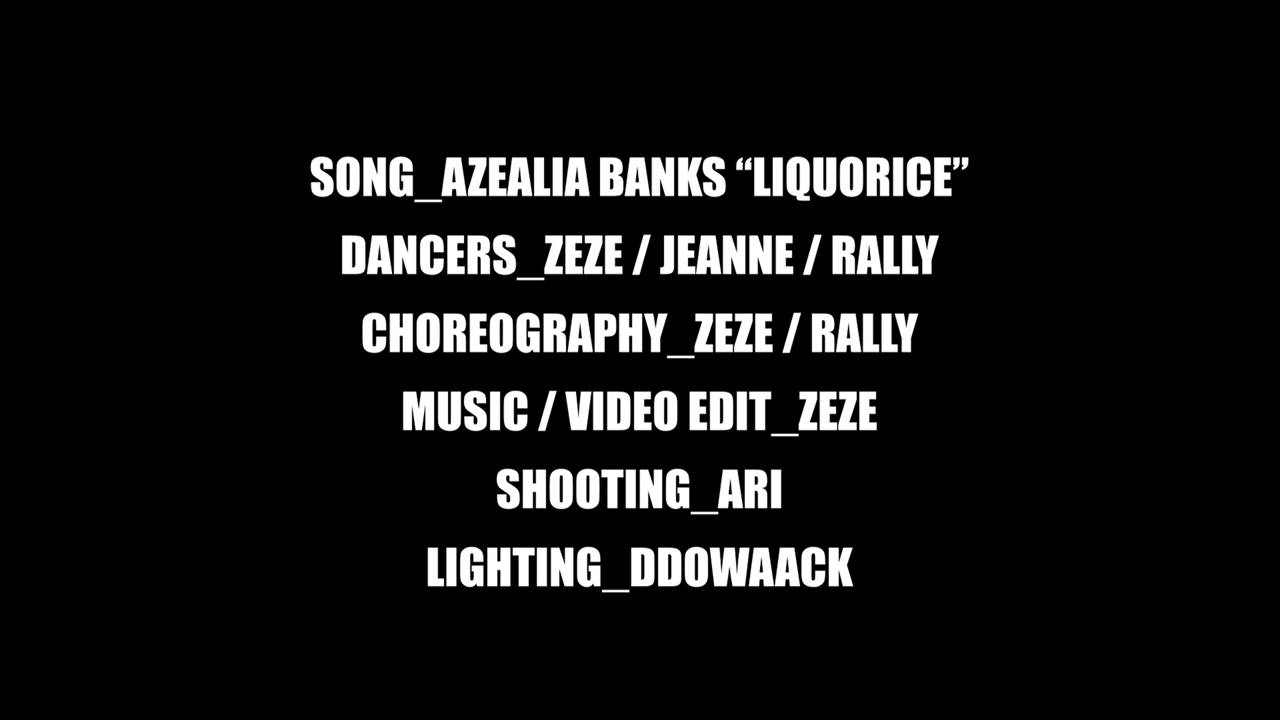 SONG_AZEALIA BANKS “LIQUORICE”
DANCERS_ZEZE / JEANNE / RALLY
CHOREOGRAPHY_ZEZE / RALLY
MUSIC / VIDEO EDIT_ZEZE
SHOOTING_ARI
LIGHTING_DDOWAACK